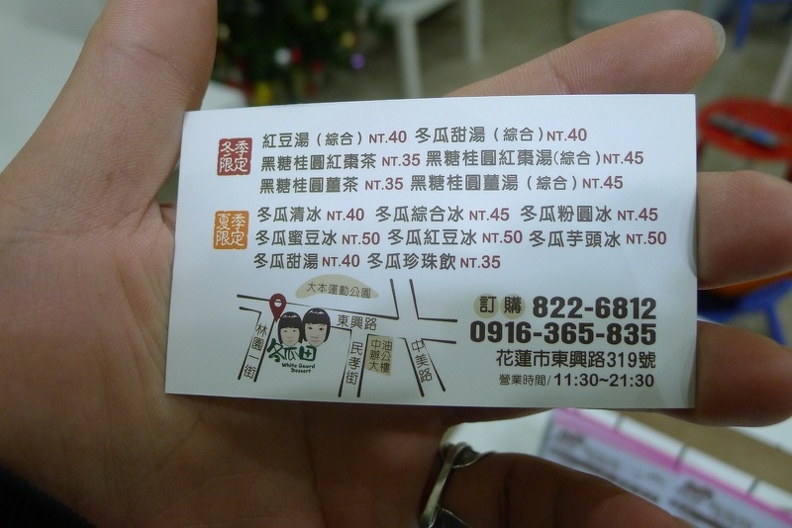 冬季限定
紅豆湯（綜合）NT.40 冬瓜甜湯（綜合）NT.40
黑糖桂圓紅棗茶 NT.35 黑糖桂圓紅棗湯(綜合) NT.45
黑糖桂圓薑茶 NT.35 黑糖桂圓薑湯（綜合）NT.45
夏季限定
冬瓜清冰 NT.40 冬瓜綜合冰 NT.45 冬瓜粉圓冰 NT.45
冬瓜蜜豆冰 NT.50 冬瓜紅豆冰 NT.50 冬瓜芋頭冰 NT.50
冬瓜甜湯 NT.40 冬瓜珍珠飲 NT.35
大本運動公園
東興路
林園一街
冬瓜田
White Gourd
Dessert
民孝街
中油
辦公
大樓
中美路
訂購 822-6812
0916-365-835
花蓮市東興路319號
營業時間/11:30~21:30